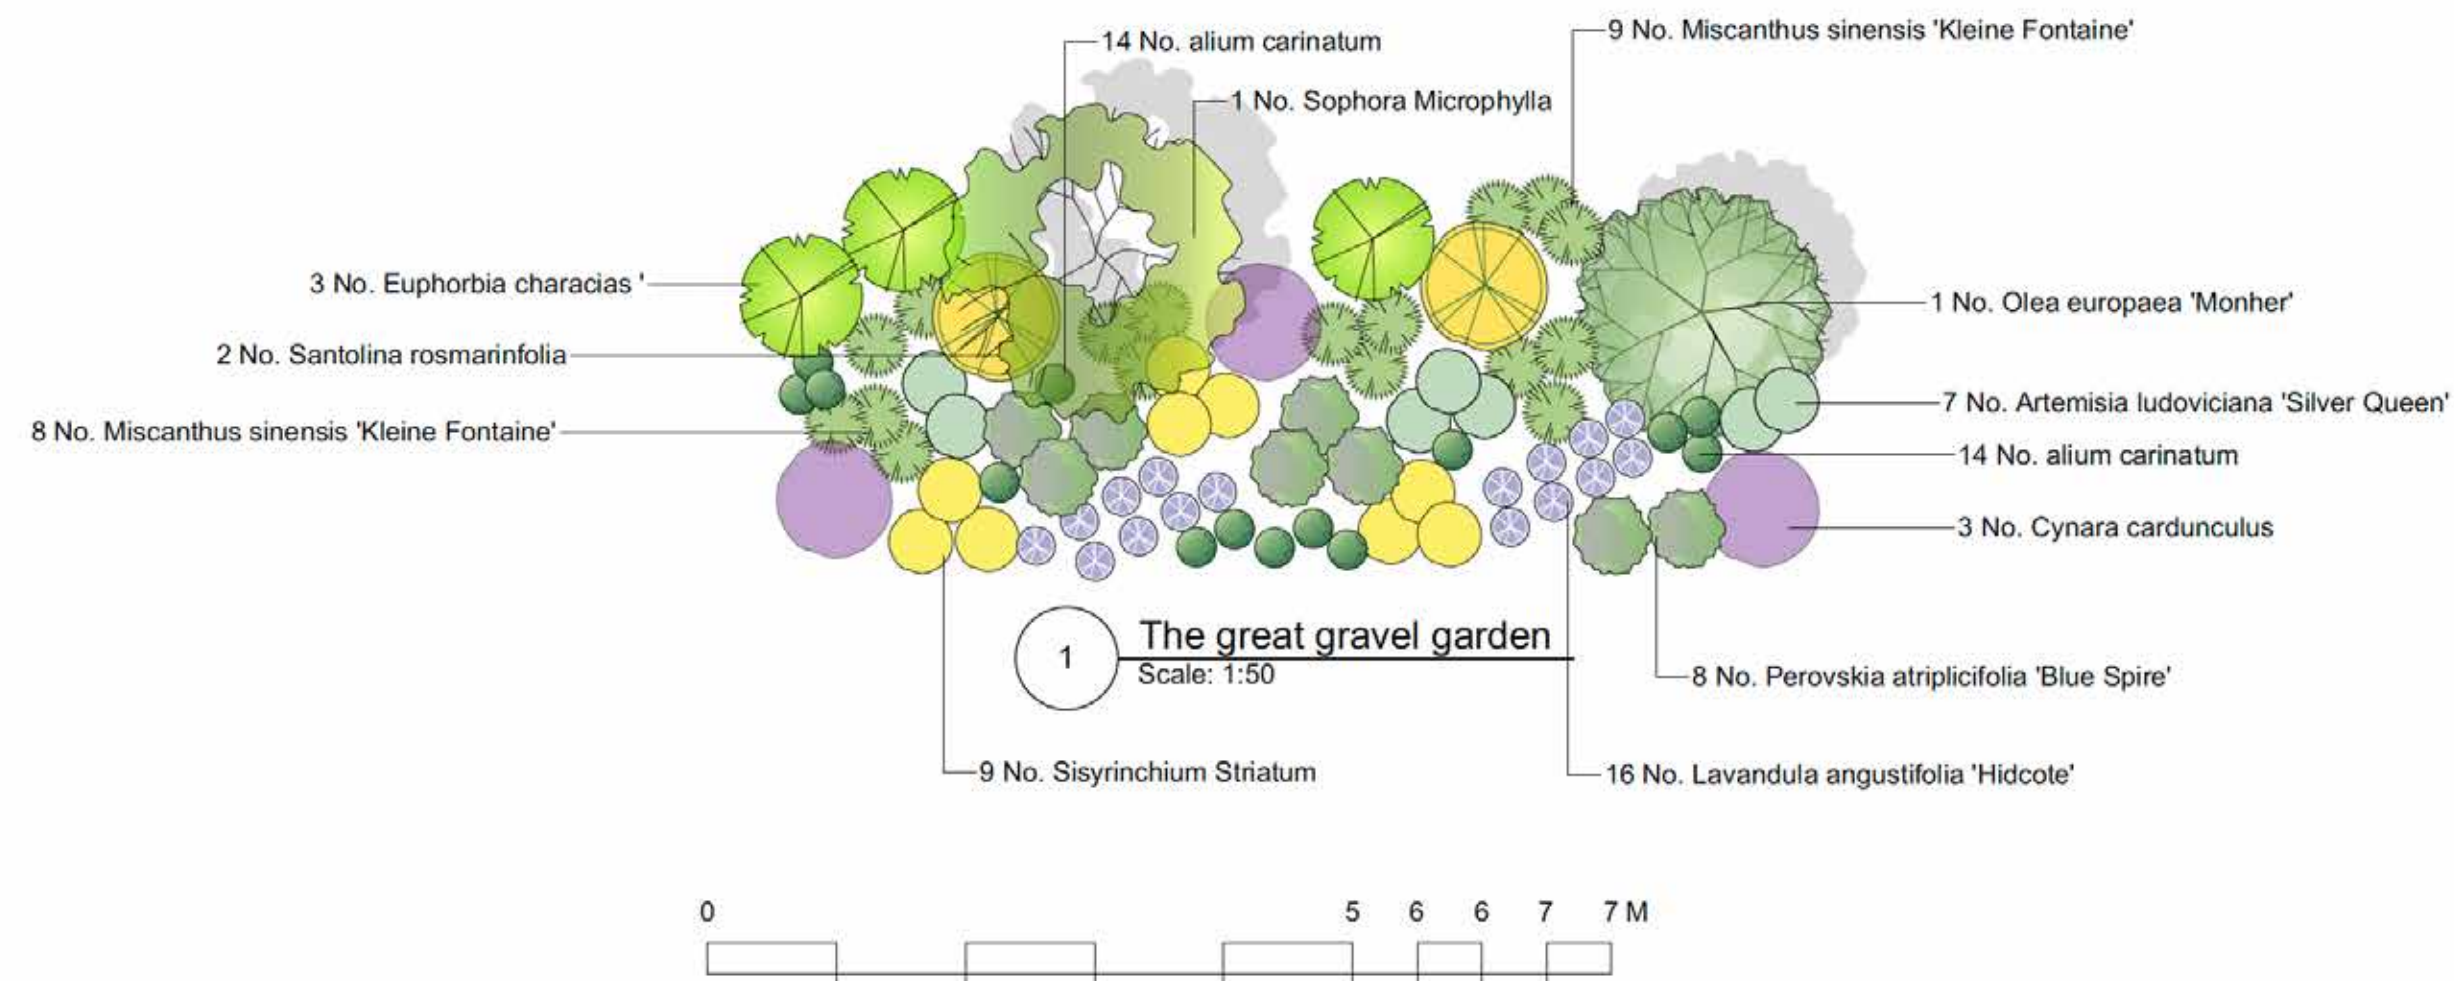 14 No. alium carinatum
9 No. Miscanthus sinensis 'Kleine Fontaine'
1 No. Sophora Microphylla
3 No. Euphorbia characias '
1 No. Olea europaea 'Monher'
2 No. Santolina rosmarinfolia
7 No. Artemisia ludoviciana 'Silver Queen'
8 No. Miscanthus sinensis 'Kleine Fontaine'
14 No. alium carinatum
3 No. Cynara cardunculus
1
The great gravel garden
Scale: 1:50
8 No. Perovskia atriplicifolia 'Blue Spire'
9 No. Sisyrinchium Striatum
16 No. Lavandula angustifolia 'Hidcote'
0 5 6 6 7 7 M